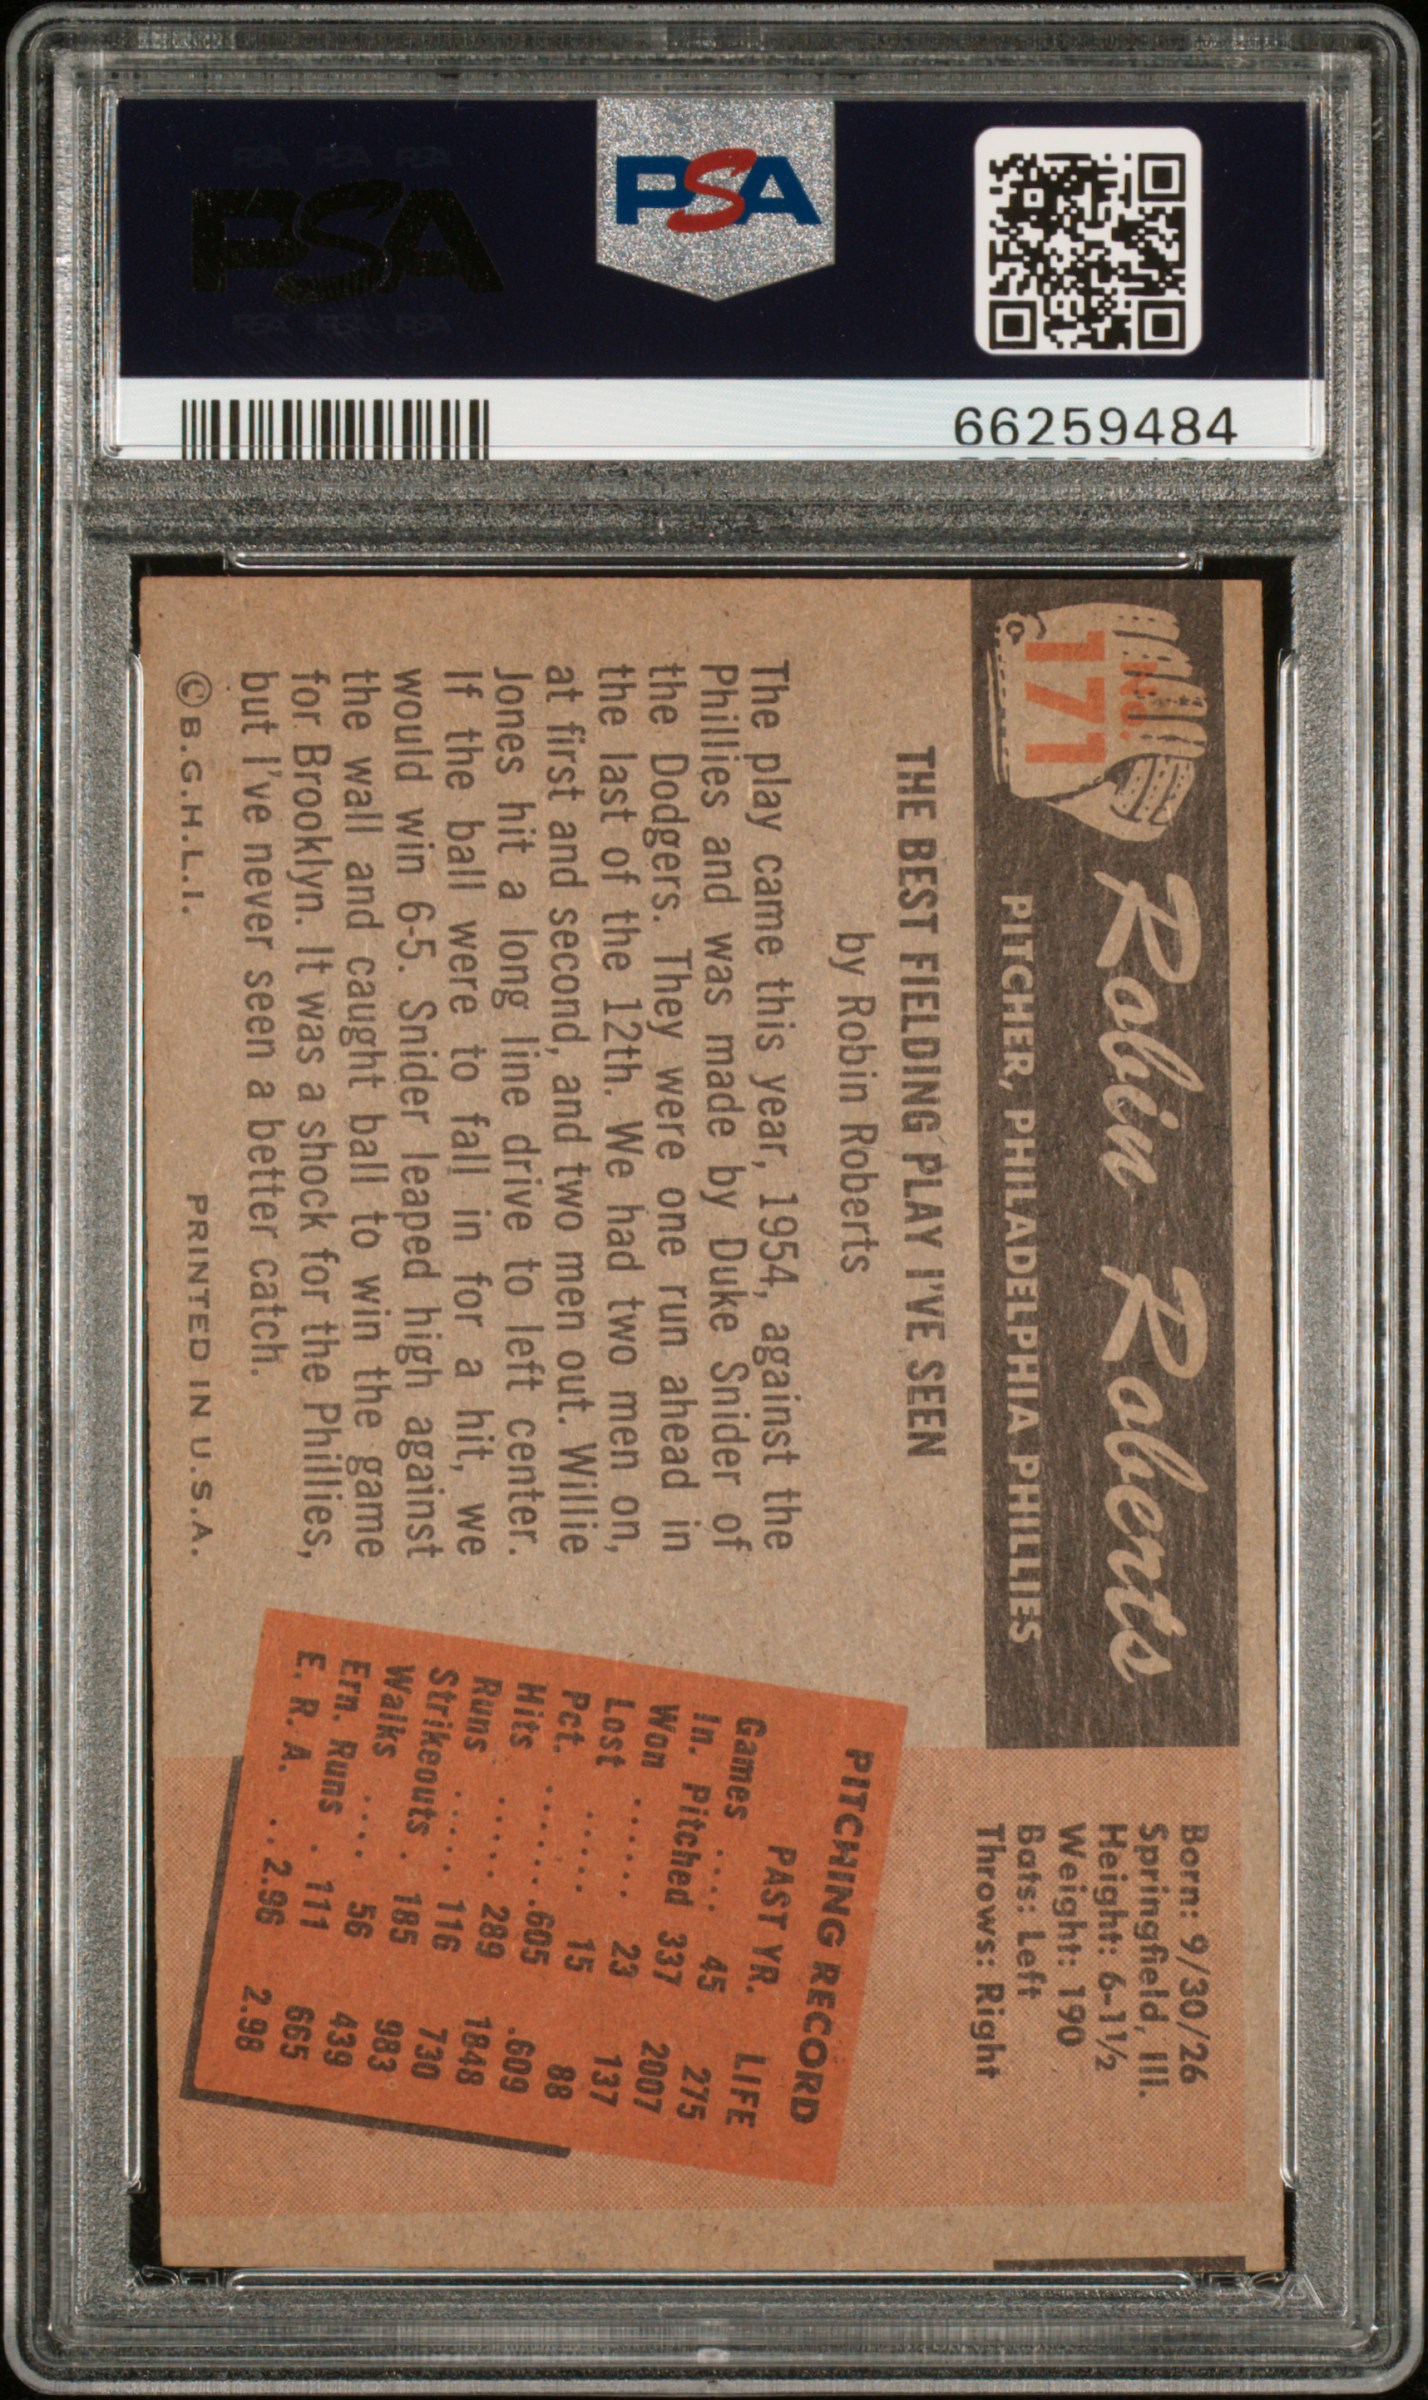 PSA
PSA PSA PSA
PSA
PSA PSA PSA
66259484
No.
171
Robin Roberts
PITCHER, PHILADELPHIA PHILLIES
Born: 9/30/26
Springfield, Ill.
Height: 6-1½
Weight: 190
Bats: Left
Throws: Right
THE BEST FIELDING PLAY I'VE SEEN
by Robin Roberts
The play came this year, 1954, against the
Phillies and was made by Duke Snider of
the Dodgers. They were one run ahead in
the last of the 12th. We had two men on,
at first and second, and two men out. Willie
Jones hit a long line drive to left center.
If the ball were to fall in for a hit, we
would win 6-5. Snider leaped high against
the wall and caught ball to win the game
for Brooklyn. It was a shock for the Phillies,
but I've never seen a better catch.
© B.G.H.L.I.
PRINTED IN U.S.A.
PITCHING RECORD
PAST YR. LIFE
Games .... 45 275
In. Pitched 337 2007
Won ...... 23 137
Lost ..... 15 88
Pct. .......605 .609
Hits ..... 289 1848
Runs ..... 116 730
Strikeouts . 185 983
Walks .... 56 439
Ern. Runs . 111 665
E. R. A. ...2.96 2.98